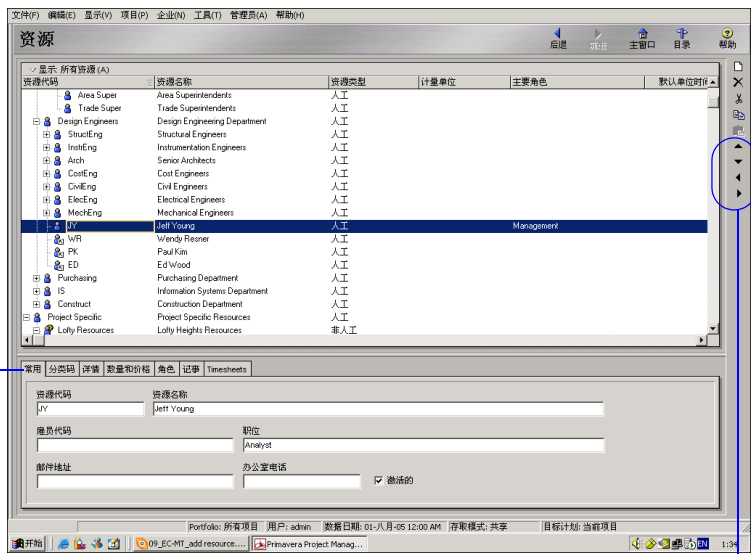 文件(F) 编辑(E) 显示(V) 项目(P) 企业(N) 工具(T) 管理员(A) 帮助(H)
资源
后退 前进 主窗口 目录 帮助
显示: 所有资源 (A)
资源代码 资源名称 资源类型 计量单位 主要角色 默认单位时间
Area Super Area Superintendents 人工
Trade Super Trade Superintendents 人工
Design Engineers Design Engineering Department 人工
StructEng Structural Engineers 人工
InstrEng Instrumentation Engineers 人工
Arch Senior Architects 人工
CostEng Cost Engineers 人工
CivilEng Civil Engineers 人工
ElecEng Electrical Engineers 人工
MechEng Mechanical Engineers 人工
JY Jeff Young 人工 Management
WR Wendy Resner 人工
PK Paul Kim 人工
ED Ed Wood 人工
Purchasing Purchasing Department 人工
IS Information Systems Department 人工
Construct Construction Department 人工
Project Specific Project Specific Resources 人工
Lofty Resources Lofty Heights Resources 非人工
常用 分类码 详情 数量和价格 角色 记事 Timesheets
资源代码 资源名称
JY Jeff Young
雇员代码 职位
Analyst
邮件地址 办公室电话
激活的
Portfolio: 所有项目 用户: admin 数据日期: 01-八月-05 12:00 AM 存取模式: 共享 目标计划: 当前项目
开始 09_EC-MT_add resource.... Primavera Project Manag... EN 1:34